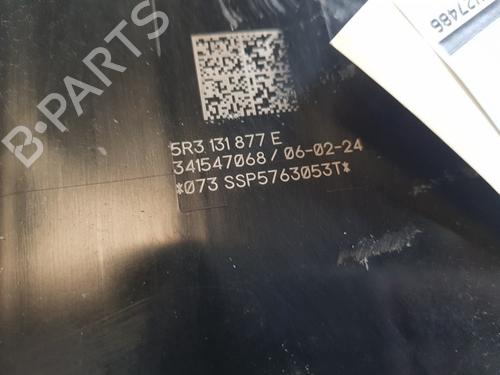 5R3 131 877 E
341547068 / 06-02-24
*073 SSP5763053T*
B PARTS